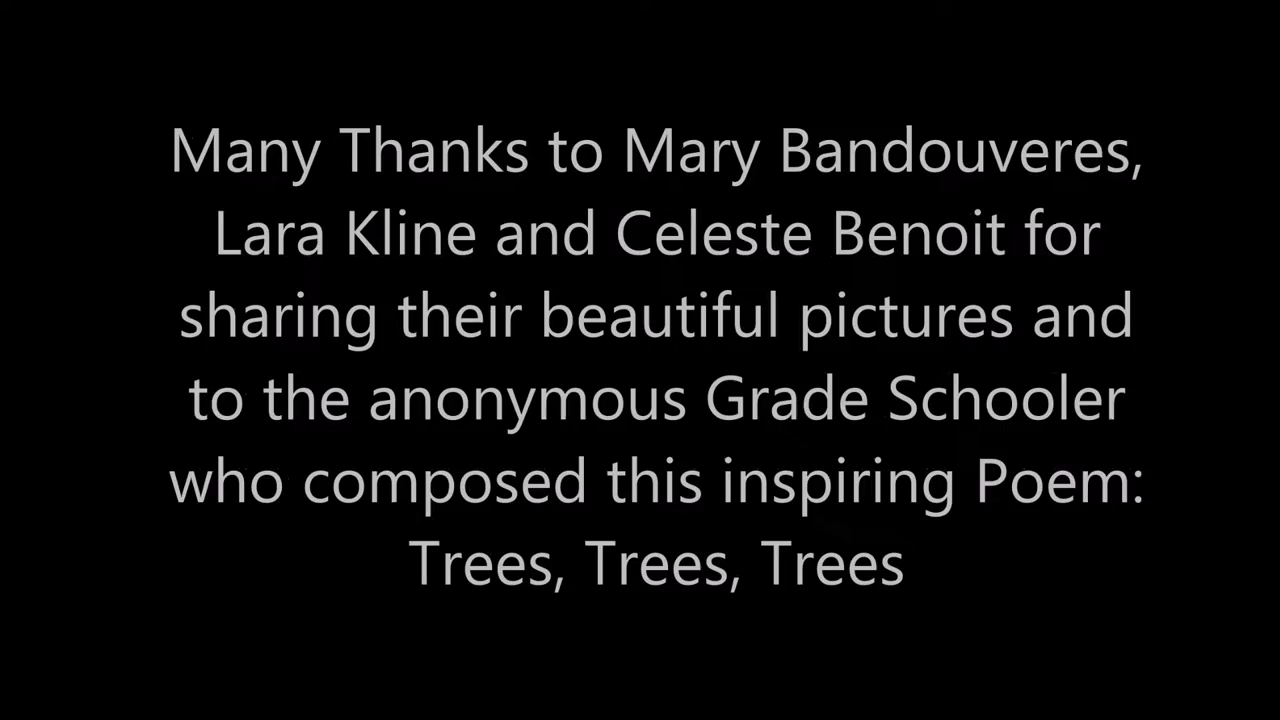 Many Thanks to Mary Bandouveres,
Lara Kline and Celeste Benoit for
sharing their beautiful pictures and
to the anonymous Grade Schooler
who composed this inspiring Poem:
Trees, Trees, Trees